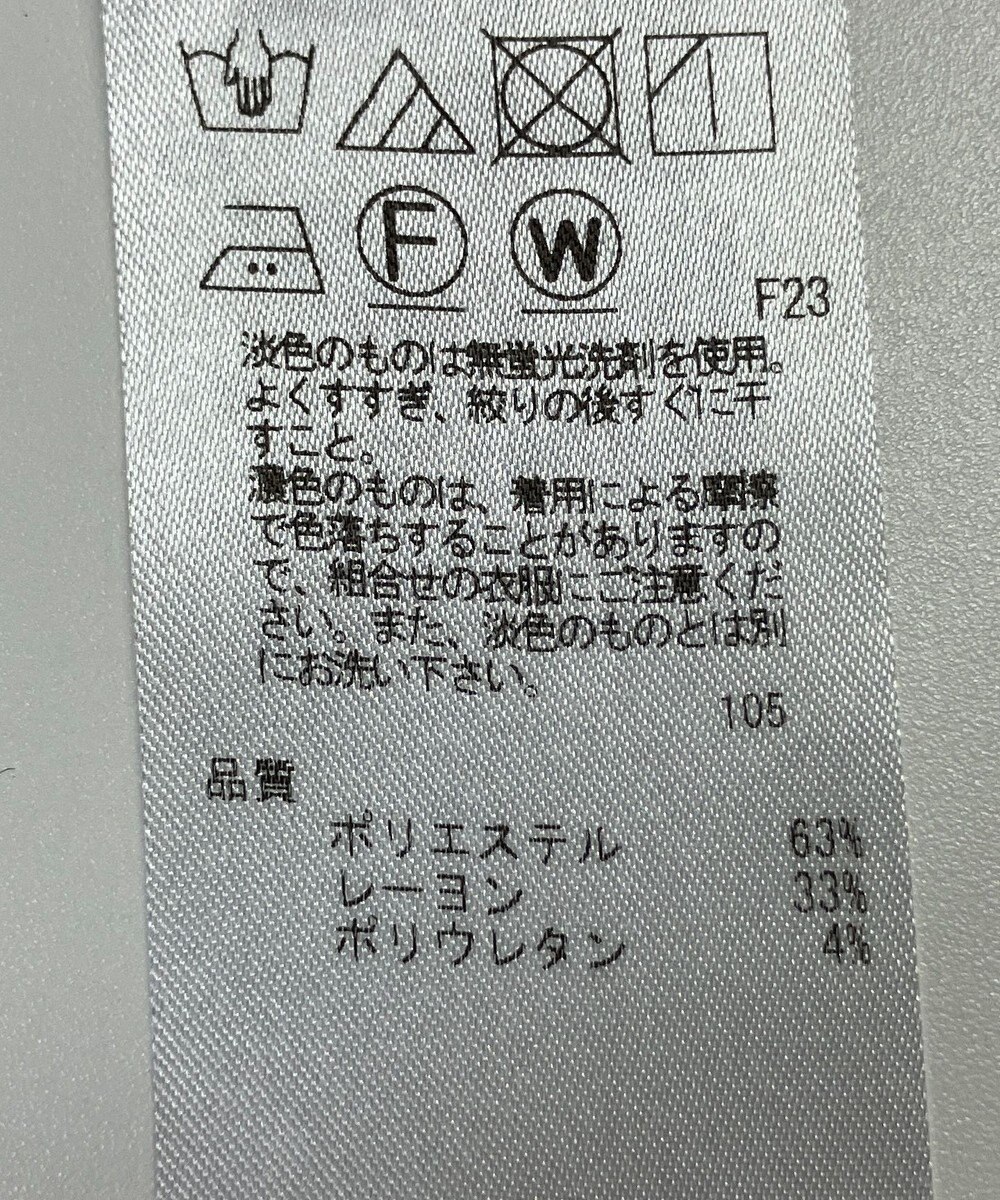 F
W
F23
淡色のものは無蛍光洗剤を使用。
よくすすぎ、絞りの後すぐに干
すこと。
濃色のものは、着用による摩擦
で色落ちすることがありますの
で、組合せの衣服にご注意くだ
さい。また、淡色のものとは別
にお洗い下さい。
105
品質
ポリエステル 63%
レーヨン 33%
ポリウレタン 4%